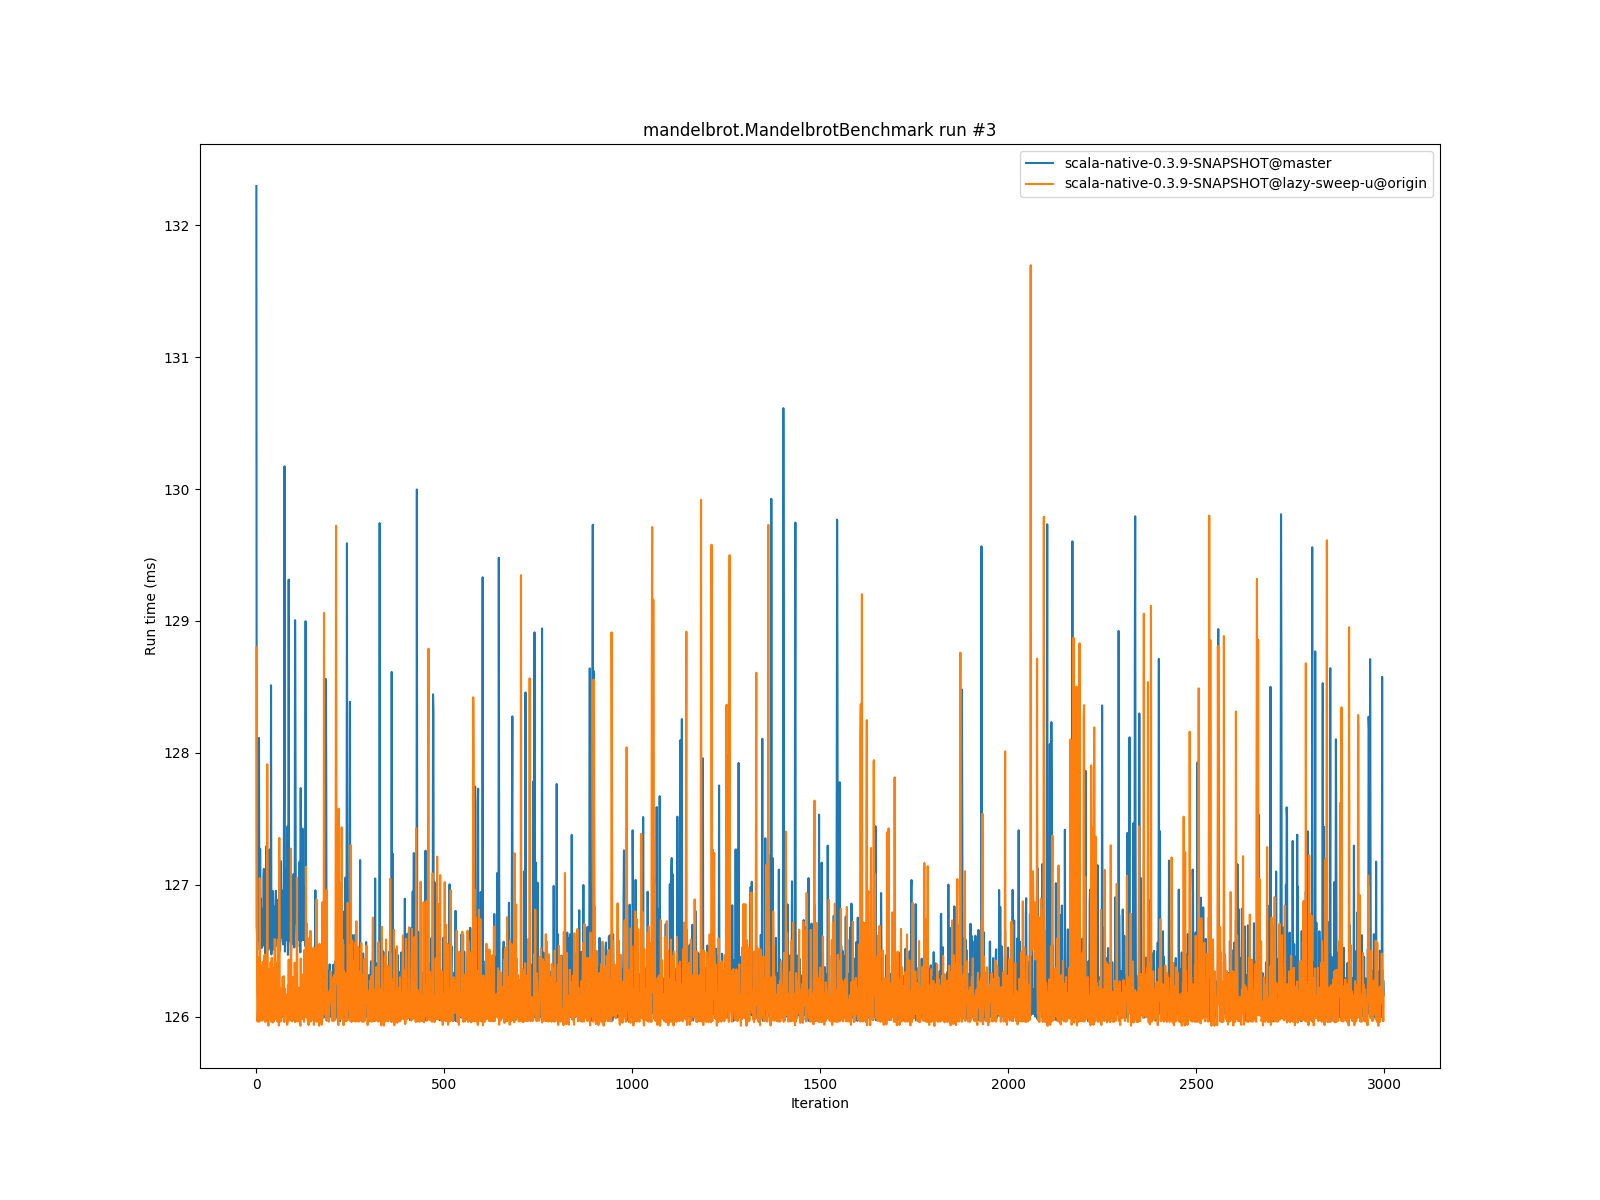 mandelbrot.MandelbrotBenchmark run #3
scala-native-0.3.9-SNAPSHOT@master
scala-native-0.3.9-SNAPSHOT@lazy-sweep-u@origin
132
131
130
129
128
127
126
Run time (ms)
0
500
1000
1500
2000
2500
3000
Iteration